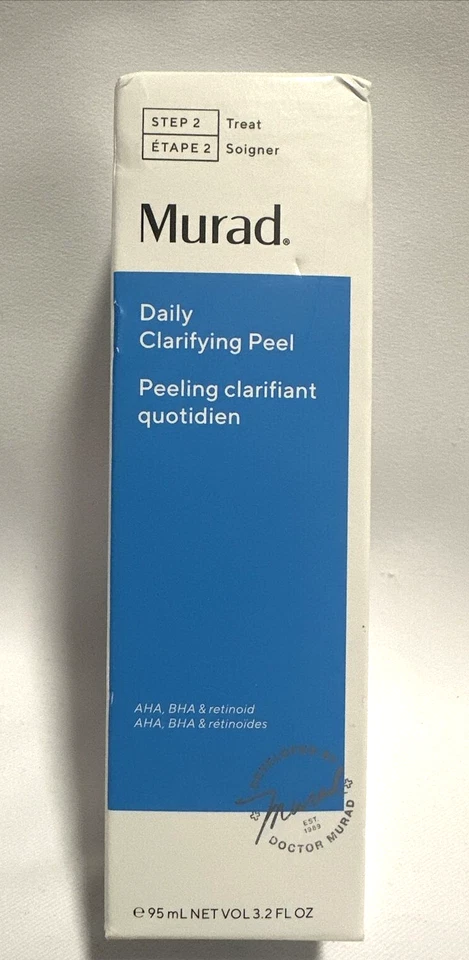 STEP 2 Treat
ÉTAPE 2 Soigner
Murad®
Daily
Clarifying Peel
Peeling clarifiant
quotidien
AHA, BHA & retinoid
AHA, BHA & rétinoïdes
Murad
EST.
1989
DOCTOR MURAD
℮ 95 mL NET VOL 3.2 FL OZ